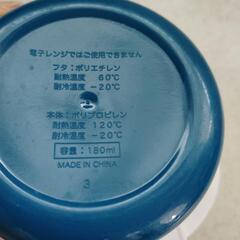 電子レンジではご使用できません
フタ:ポリエチレン
耐熱温度 60℃
耐冷温度 -20℃
本体:ポリプロピレン
耐熱温度 120℃
耐冷温度 -20℃
容量:180ml
MADE IN CHINA
3